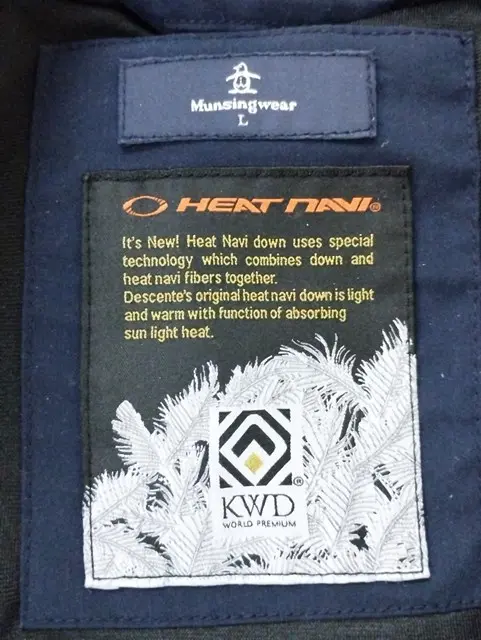 Munsingwear
L
HEAT NAVI®
It's New! Heat Navi down uses special
technology which combines down and
heat navi fibers together.
Descente's original heat navi down is light
and warm with function of absorbing
sun light heat.
®
KWD
WORLD PREMIUM